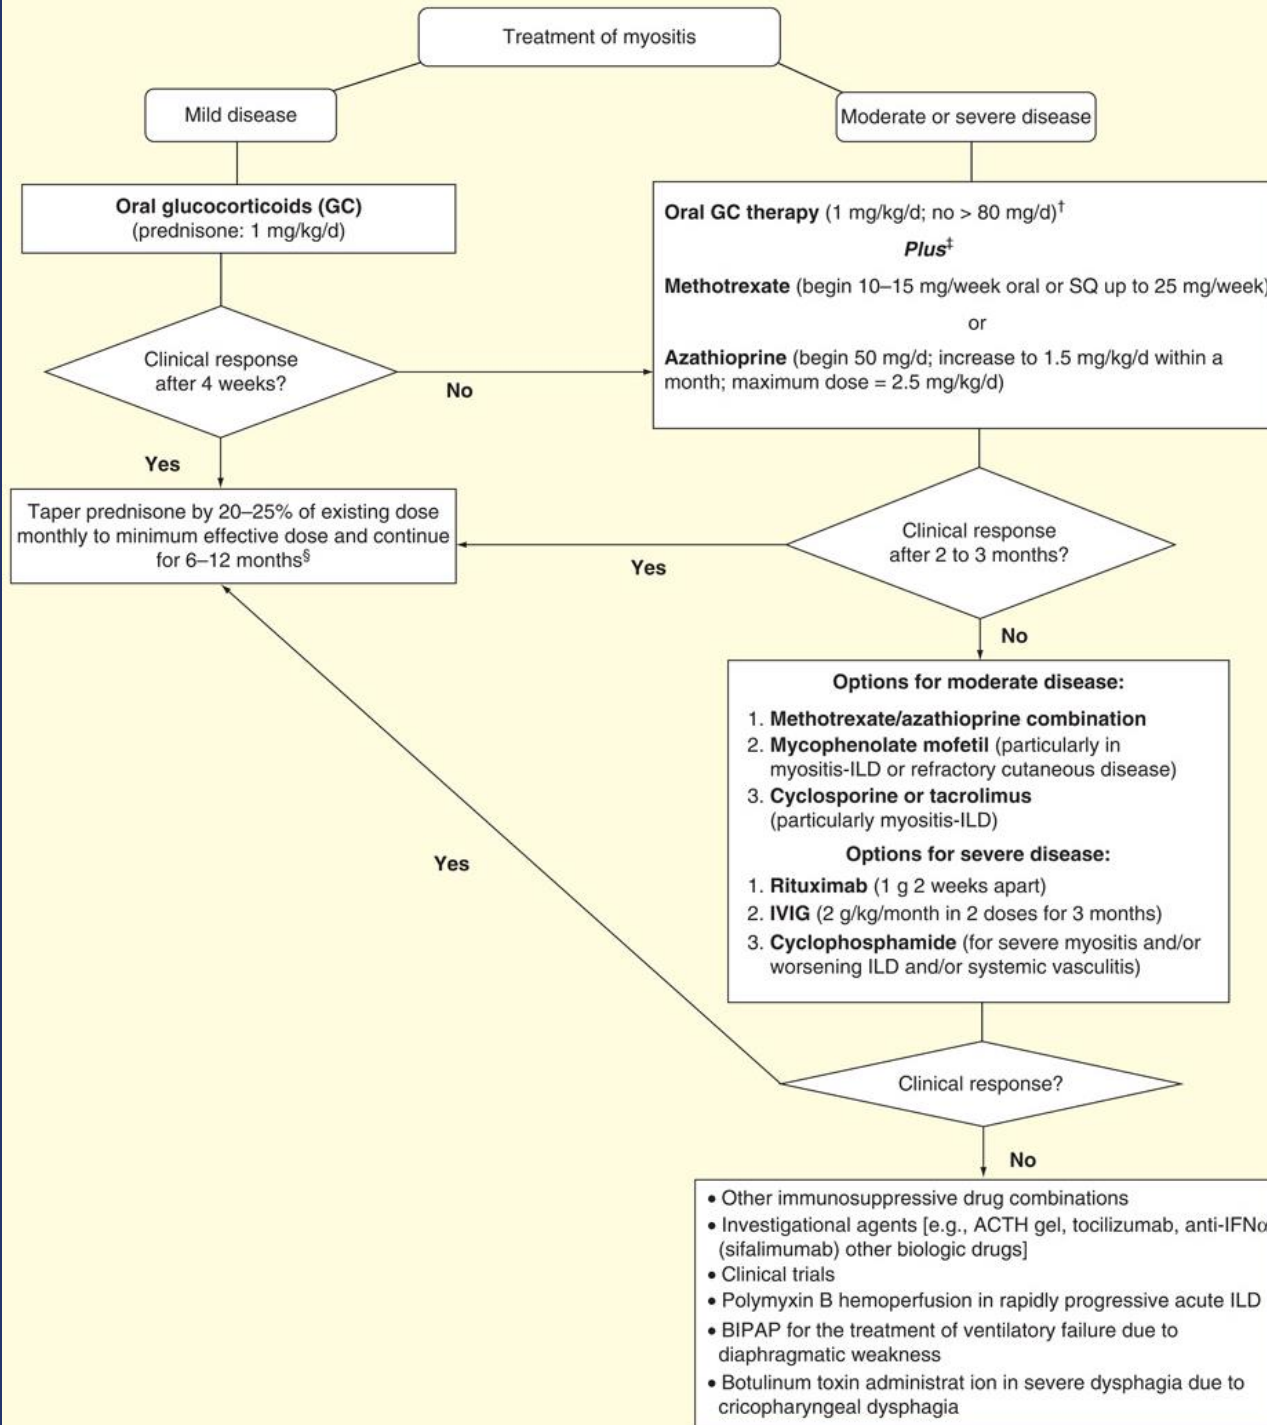 Treatment of myositis
Mild disease
Moderate or severe disease
Oral glucocorticoids (GC)
(prednisone: 1 mg/kg/d)
Oral GC therapy (1 mg/kg/d; no > 80 mg/d)†
Plus‡
Methotrexate (begin 10–15 mg/week oral or SQ up to 25 mg/week)
or
Azathioprine (begin 50 mg/d; increase to 1.5 mg/kg/d within a
month; maximum dose = 2.5 mg/kg/d)
Clinical response
after 4 weeks?
No
Yes
Taper prednisone by 20–25% of existing dose
monthly to minimum effective dose and continue
for 6–12 months§
Clinical response
after 2 to 3 months?
Yes
No
Options for moderate disease:
1. Methotrexate/azathioprine combination
2. Mycophenolate mofetil (particularly in
myositis-ILD or refractory cutaneous disease)
3. Cyclosporine or tacrolimus
(particularly myositis-ILD)
Options for severe disease:
1. Rituximab (1 g 2 weeks apart)
2. IVIG (2 g/kg/month in 2 doses for 3 months)
3. Cyclophosphamide (for severe myositis and/or
worsening ILD and/or systemic vasculitis)
Yes
Clinical response?
No
• Other immunosuppressive drug combinations
• Investigational agents [e.g., ACTH gel, tocilizumab, anti-IFNα
(sifalimumab) other biologic drugs]
• Clinical trials
• Polymyxin B hemoperfusion in rapidly progressive acute ILD
• BIPAP for the treatment of ventilatory failure due to
diaphragmatic weakness
• Botulinum toxin administrat ion in severe dysphagia due to
cricopharyngeal dysphagia